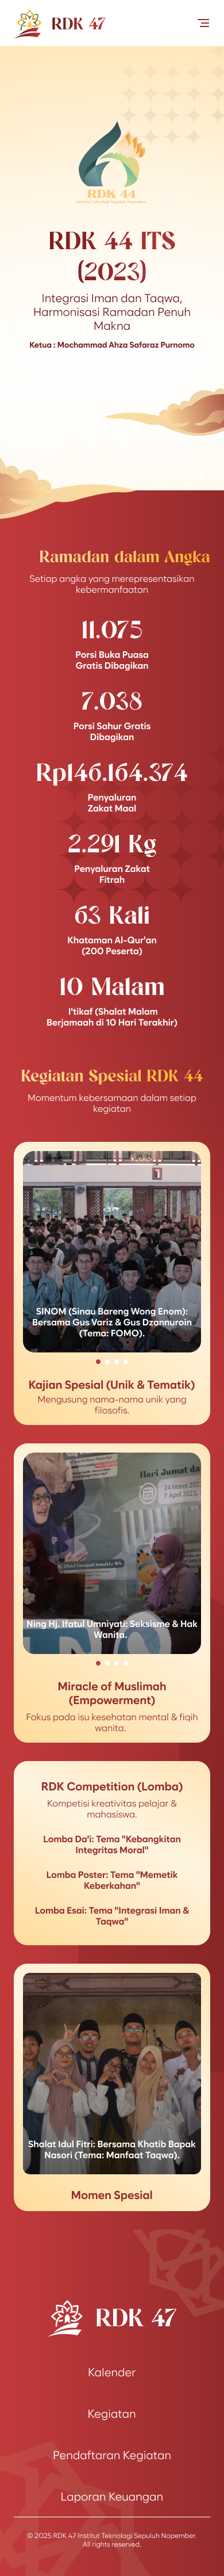 RDK 47
RDK 44
RDK 44 ITS
(2023)
Integrasi Iman dan Taqwa,
Harmonisasi Ramadan Penuh
Makna
Ketua : Mochammad Ahza Safaraz Purnomo
Ramadan dalam Angka
Setiap angka yang merepresentasikan
kebermanfaatan
11.075
Porsi Buka Puasa
Gratis Dibagikan
7.038
Porsi Sahur Gratis
Dibagikan
Rp146.164.374
Penyaluran
Zakat Maal
2.291 Kg
Penyaluran Zakat
Fitrah
63 Kali
Khataman Al-Qur'an
(200 Peserta)
10 Malam
I'tikaf (Shalat Malam
Berjamaah di 10 Hari Terakhir)
Kegiatan Spesial RDK 44
Momentum kebersamaan dalam setiap
kegiatan
1
SINOM (Sinau Bareng Wong Enom):
Bersama Gus Variz & Gus Dzannuroin
(Tema: FOMO).
Kajian Spesial (Unik & Tematik)
Mengusung nama-nama unik yang
filosofis.
Hari Jumat da
24 Maret 202
7 April 2023,
Ning Hj. Ifatul Umniyati: Seksisme & Hak
Wanita.
Miracle of Muslimah
(Empowerment)
Fokus pada isu kesehatan mental & fiqih
wanita.
RDK Competition (Lomba)
Kompetisi kreativitas pelajar &
mahasiswa.
Lomba Da'i: Tema "Kebangkitan
Integritas Moral"
Lomba Poster: Tema "Memetik
Keberkahan"
Lomba Esai: Tema "Integrasi Iman &
Taqwa"
Shalat Idul Fitri: Bersama Khatib Bapak
Nasori (Tema: Manfaat Taqwa).
Momen Spesial
RDK 47
Kalender
Kegiatan
Pendaftaran Kegiatan
Laporan Keuangan
© 2025 RDK 47 Institut Teknologi Sepuluh Nopember.
All rights reserved.